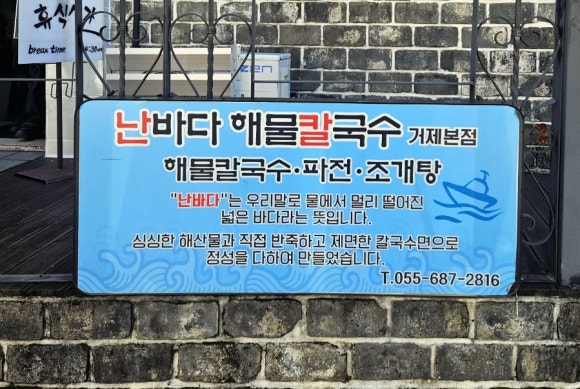 휴식시간
break time
4:30
ZEN
난바다 해물칼국수 거제본점
해물칼국수·파전·조개탕
"난바다"는 우리말로 뭍에서 멀리 떨어진
넓은 바다라는 뜻입니다.
싱싱한 해산물과 직접 반죽하고 제면한 칼국수면으로
정성을 다하여 만들었습니다.
T.055-687-2816